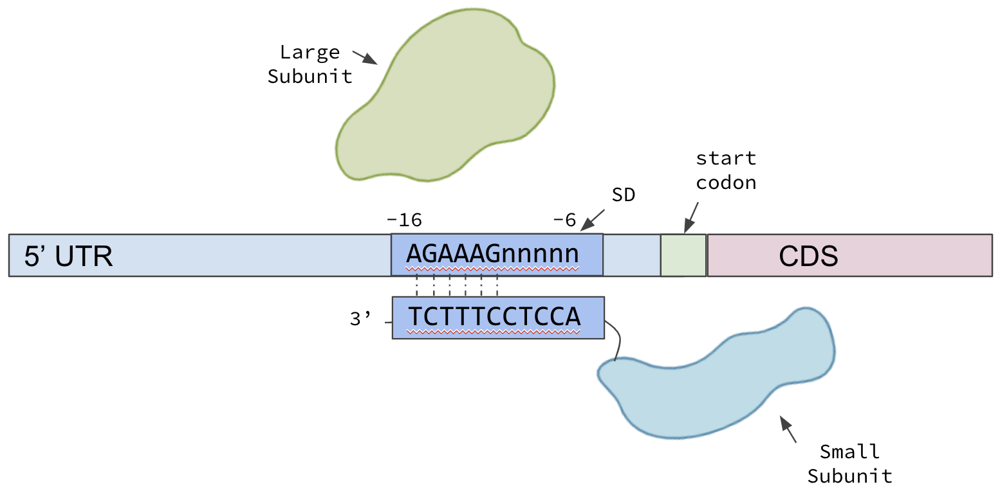 Large
Subunit
start
codon
SD
-16
-6
5’ UTR
AGAAAGnnnnn
CDS
3’
TCTTTCCTCCA
Small
Subunit